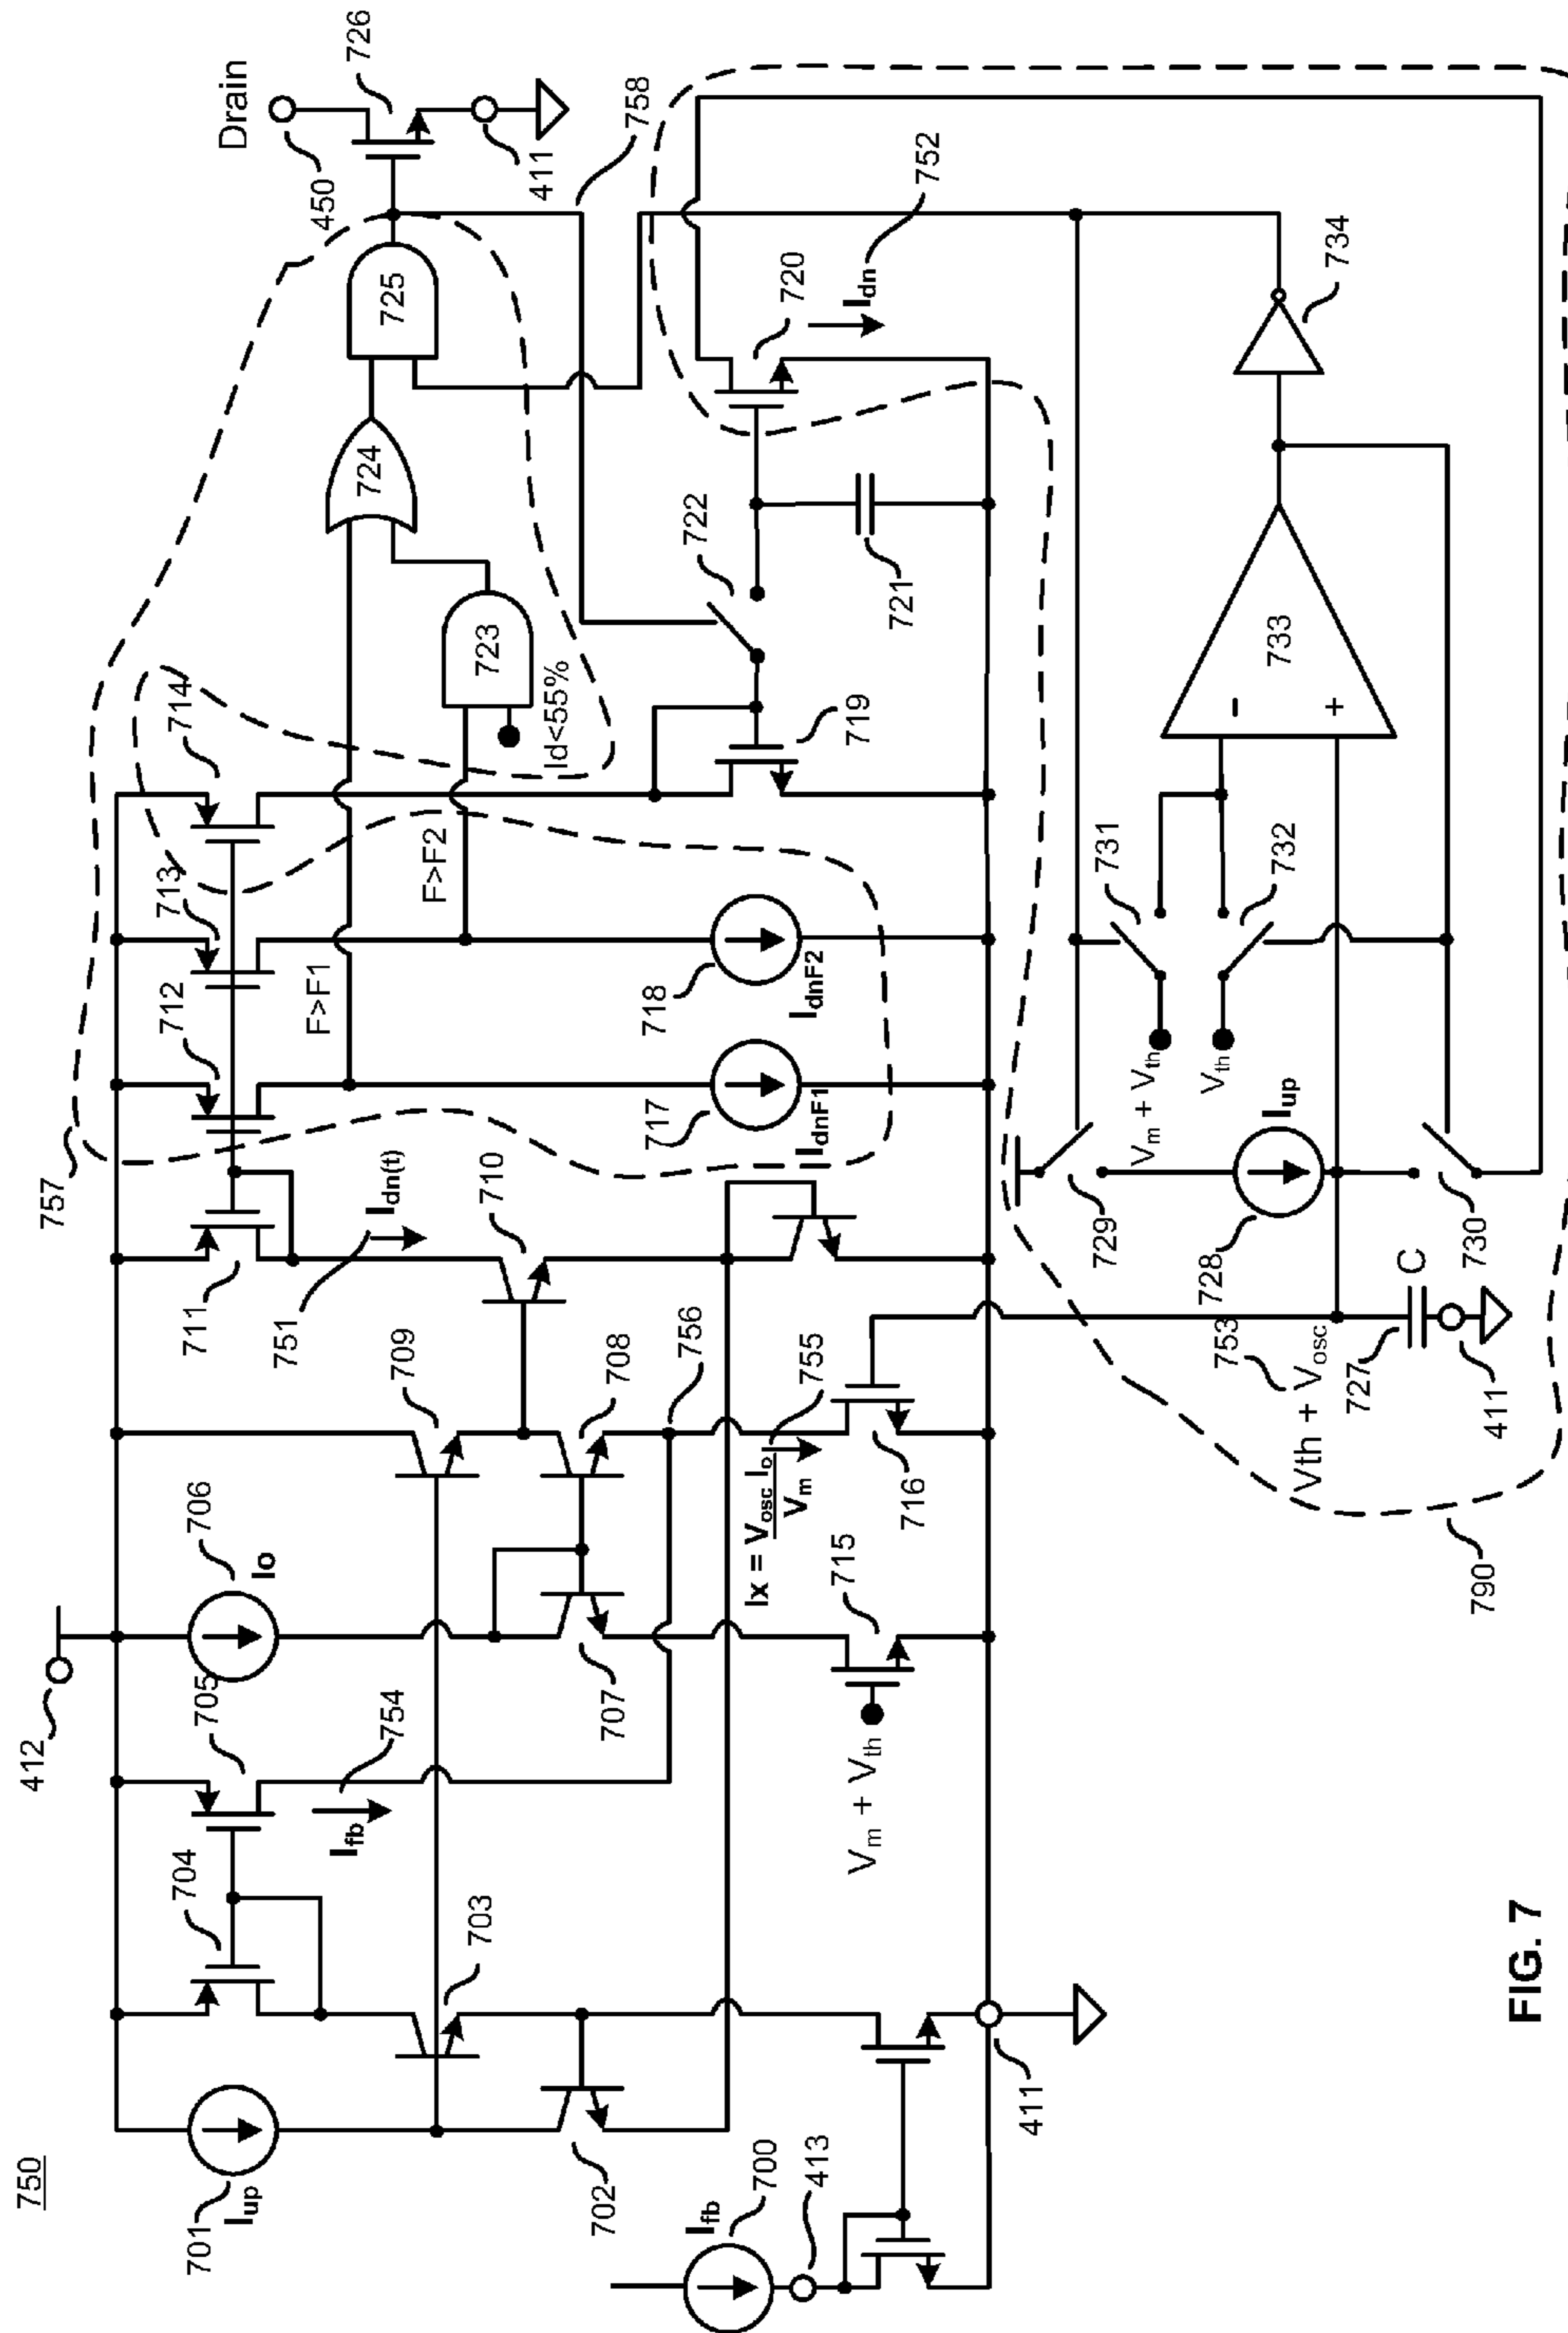 750
412
701
Iup
704
705
706
Io
757
711
712
713
714
F>F1
F>F2
Idn(t)
751
Ifb
754
703
709
710
724
725
723
Id<55%
Drain
726
450
411
758
702
707
708
756
Ix = Vosc Io
Vm
755
Ifb
700
413
Vm + Vth
715
716
717
IdnF1
718
IdnF2
719
722
721
720
Idn
752
411
729
728
Iup
753
Vth + Vosc
727
C
411
730
Vm + Vth
Vth
731
732
-
+
733
734
790
FIG. 7